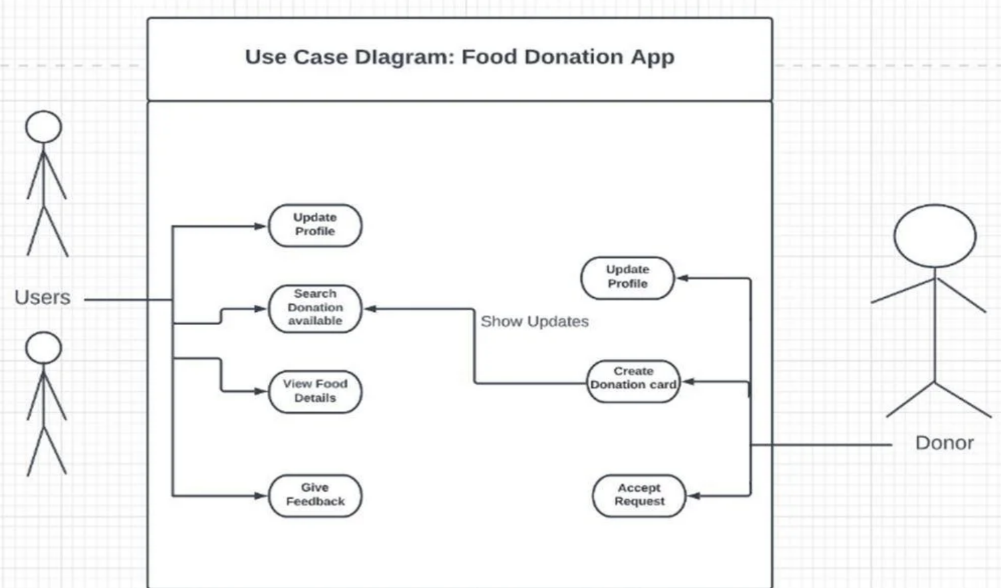 Use Case DIagram: Food Donation App
Users
Update
Profile
Search
Donation
available
View Food
Details
Give
Feedback
Show Updates
Update
Profile
Create
Donation card
Accept
Request
Donor